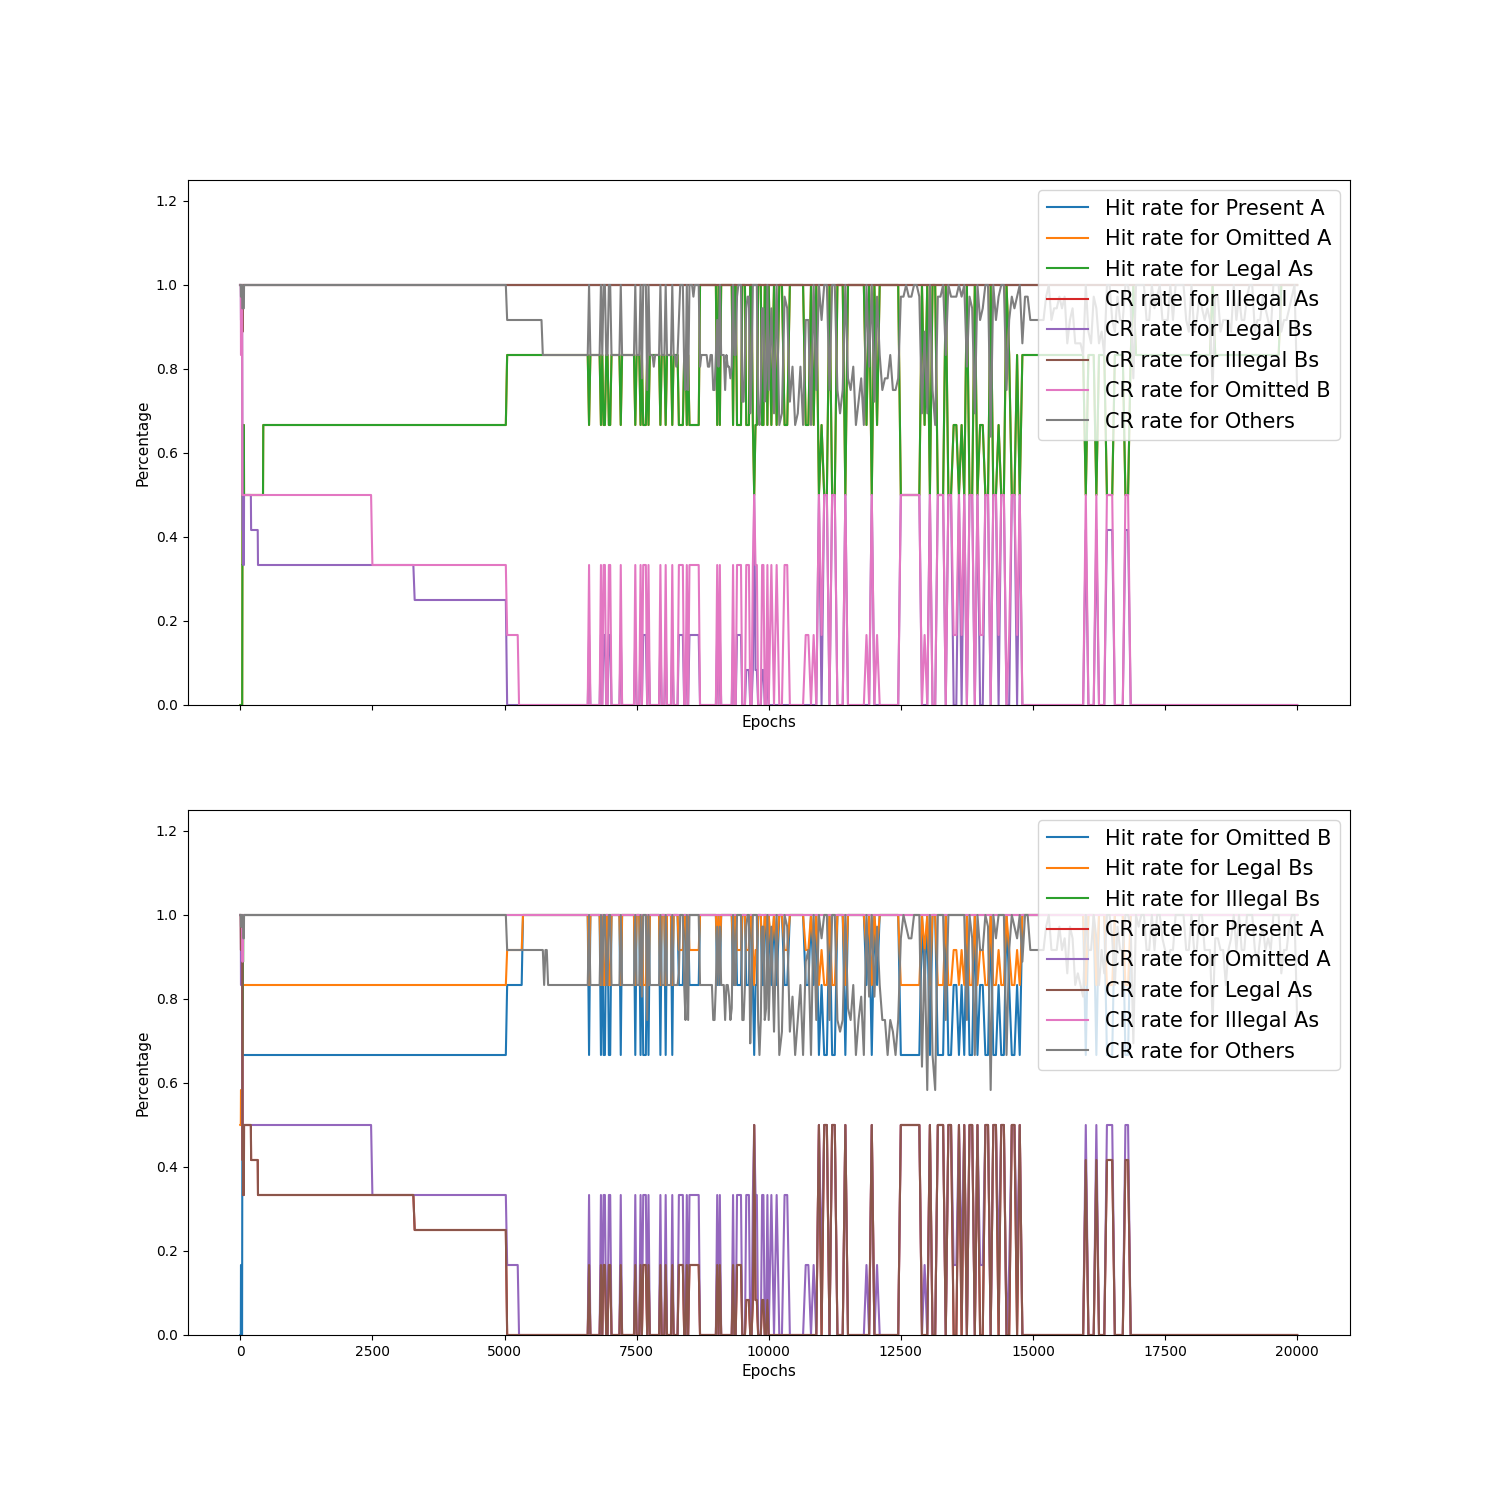 1.2
1.0
0.8
0.6
0.4
0.2
0.0
Percentage
Epochs
Hit rate for Present A
Hit rate for Omitted A
Hit rate for Legal As
CR rate for Illegal As
CR rate for Legal Bs
CR rate for Illegal Bs
CR rate for Omitted B
CR rate for Others
1.2
1.0
0.8
0.6
0.4
0.2
0.0
Percentage
0 2500 5000 7500 10000 12500 15000 17500 20000
Epochs
Hit rate for Omitted B
Hit rate for Legal Bs
Hit rate for Illegal Bs
CR rate for Present A
CR rate for Omitted A
CR rate for Legal As
CR rate for Illegal As
CR rate for Others